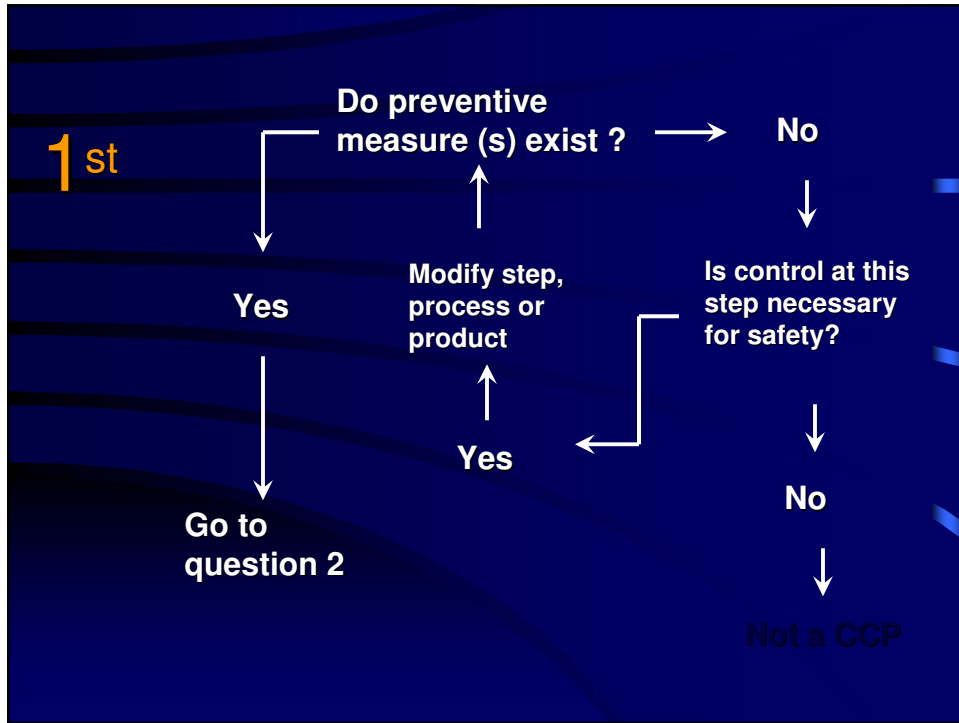 1st
Do preventive
measure (s) exist ?
No
Yes
Modify step,
process or
product
Is control at this
step necessary
for safety?
Yes
No
Go to
question 2
Not a CCP